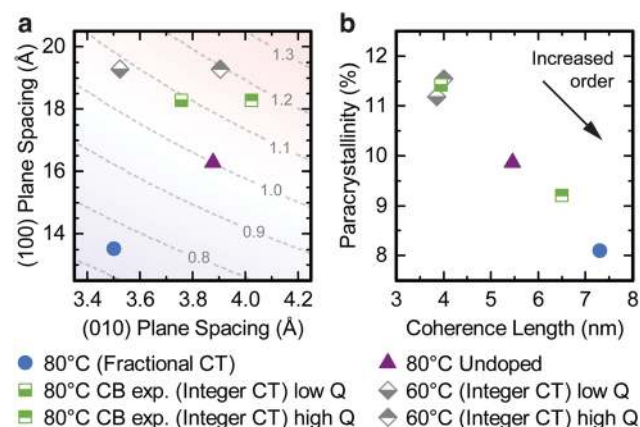 a
b
20
18
16
14
(100) Plane Spacing (Å)
1.3
1.2
1.1
1.0
0.9
0.8
3.4 3.6 3.8 4.0 4.2
(010) Plane Spacing (Å)
12
11
10
9
8
Paracrystallinity (%)
Increased
order
3 4 5 6 7 8
Coherence Length (nm)
80°C (Fractional CT)
80°C CB exp. (Integer CT) low Q
80°C CB exp. (Integer CT) high Q
80°C Undoped
60°C (Integer CT) low Q
60°C (Integer CT) high Q